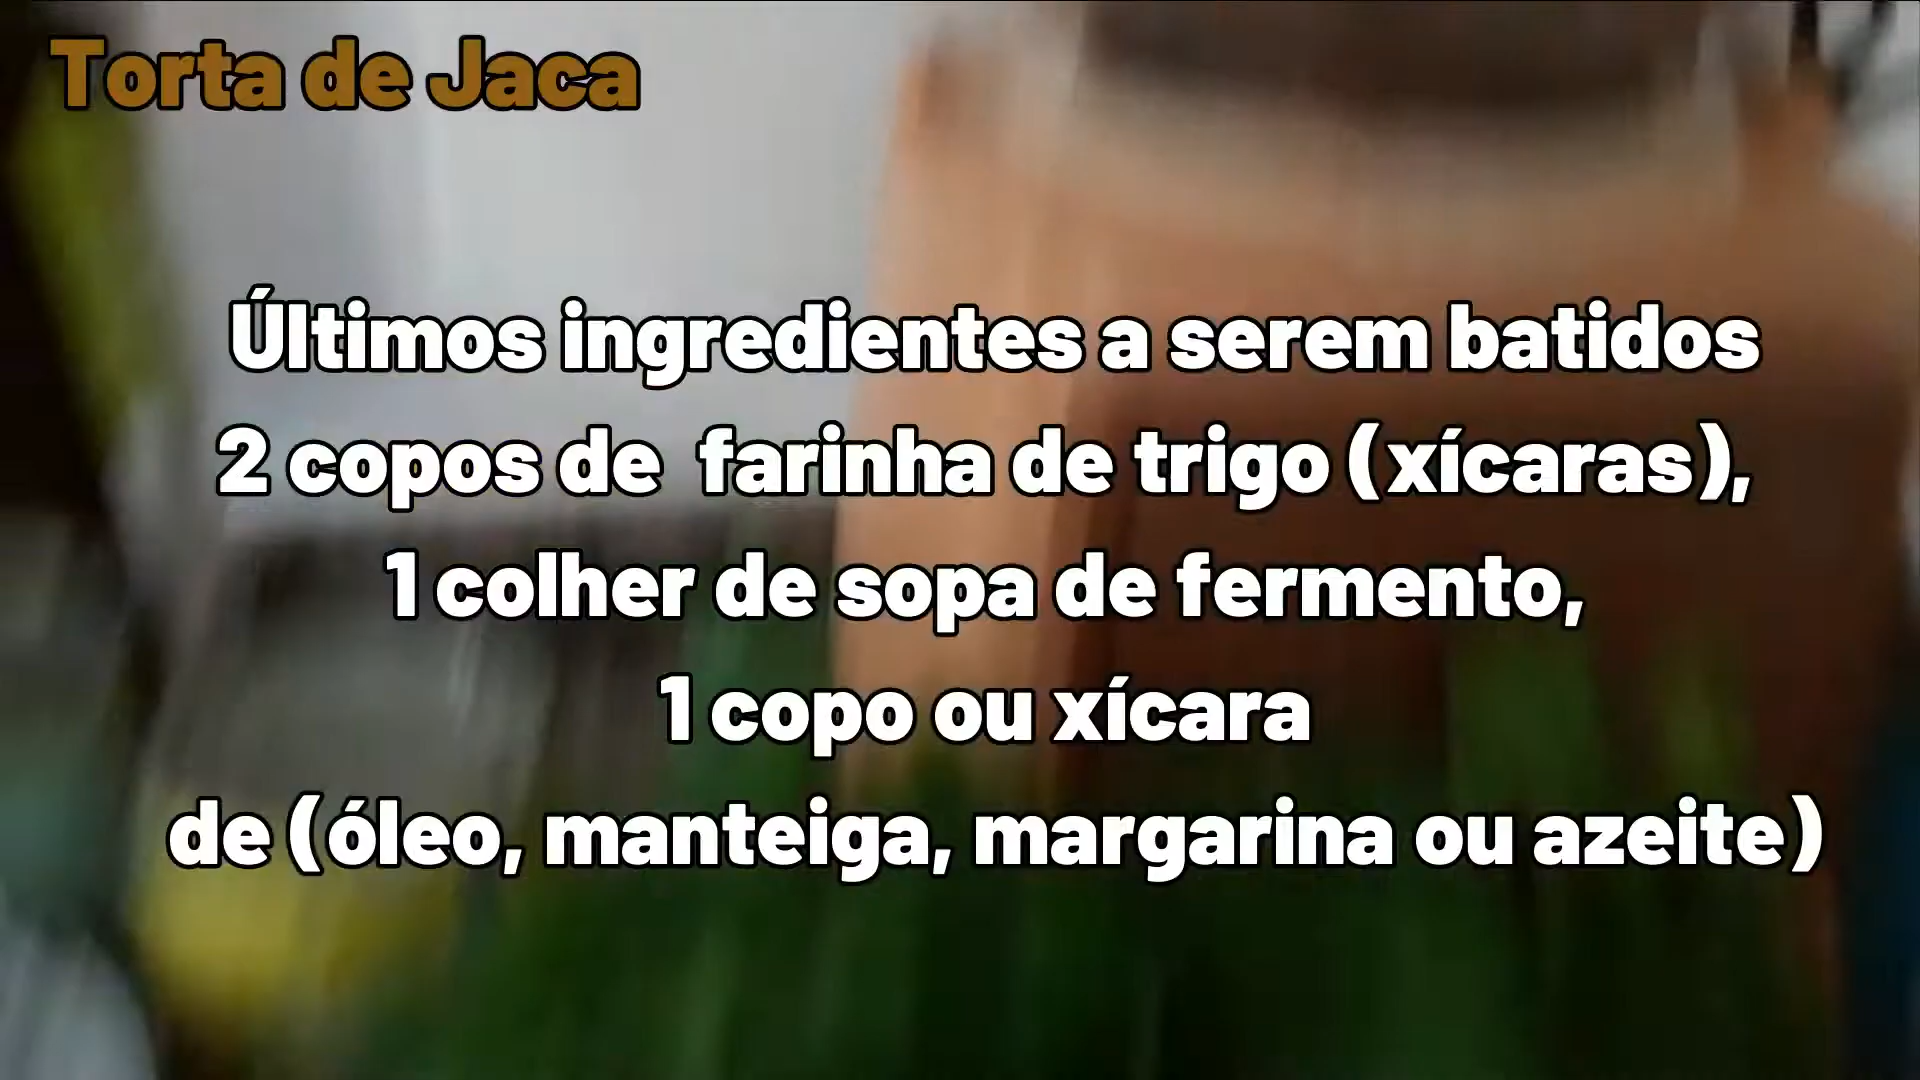 Torta de Jaca
Últimos ingredientes a serem batidos
2 copos de farinha de trigo (xícaras),
1 colher de sopa de fermento,
1 copo ou xícara
de (óleo, manteiga, margarina ou azeite)